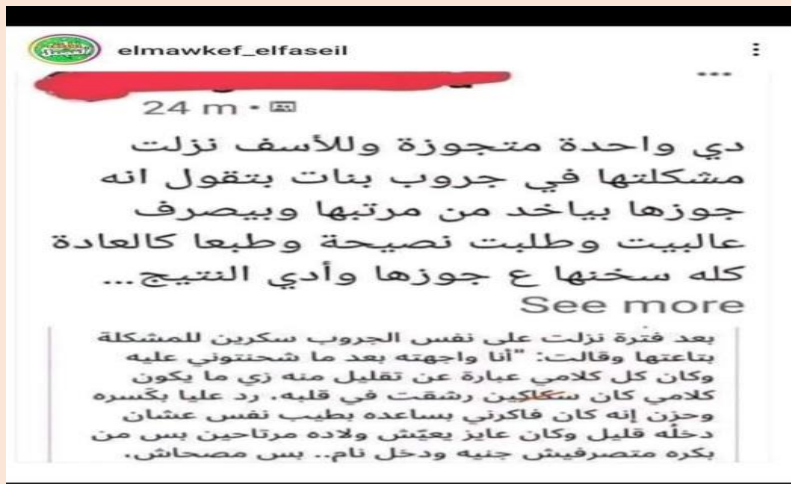 elmawkef_elfaseil
24 m
دي واحدة متجوزة وللأسف نزلت
مشكلتها في جروب بنات بتقول انه
جوزها بياخد من مرتبها وبيصرف
عالبيت وطلبت نصيحة وطبعا كالعادة
كله سخنها ع جوزها وأدي النتيج...
See more
بعد فترة نزلت على نفس الجروب سكرين للمشكلة
بتاعتها وقالت: "أنا واجهته بعد ما شحنتوني عليه
وكان كل كلامي عبارة عن تقليل منه زي ما يكون
كلامي كان سكاكين رشقت في قلبه، رد عليا بكسره
وحزن إنه كان فاكرني بساعده بطيب نفس عشان
دخله قليل وكان عايز يعيّش ولاده مرتاحين بس من
بكره متصرفيش جنيه ودخل نام.. بس مصحاش.